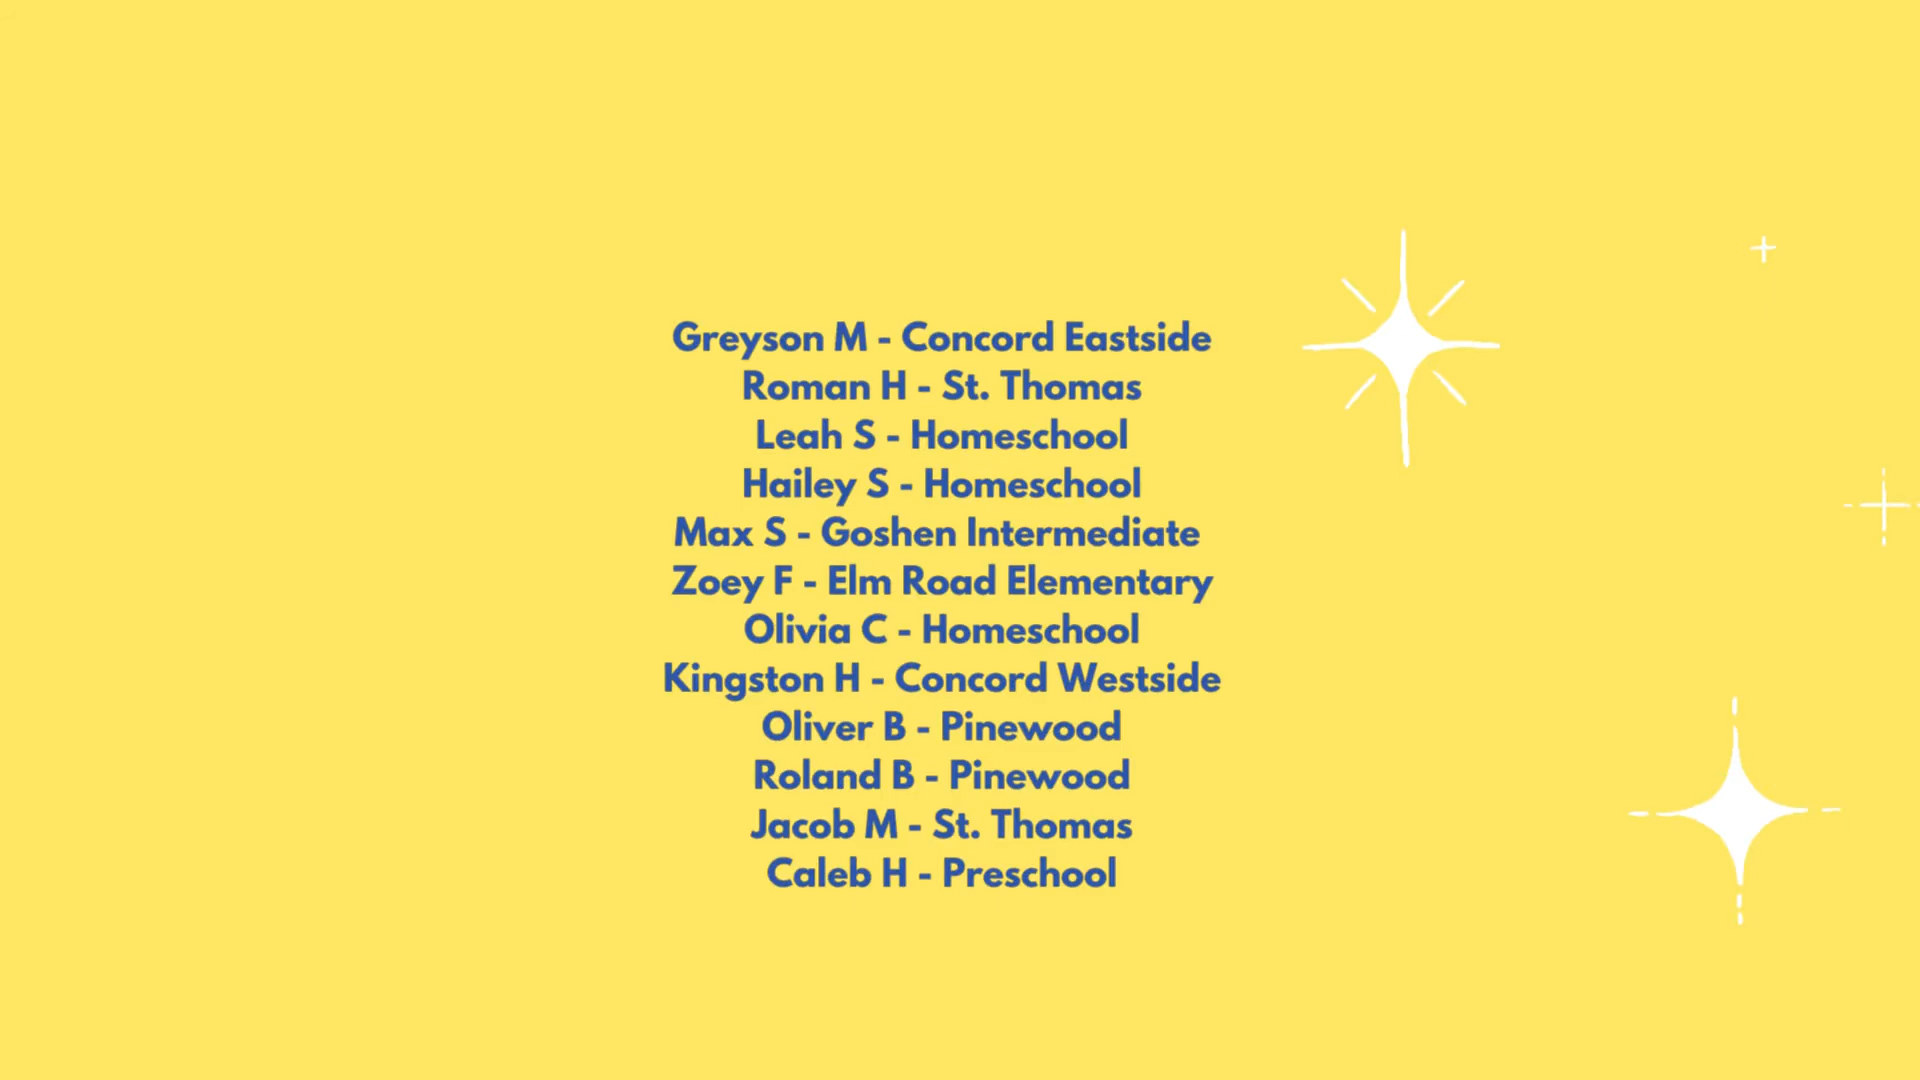 Greyson M - Concord Eastside
Roman H - St. Thomas
Leah S - Homeschool
Hailey S - Homeschool
Max S - Goshen Intermediate
Zoey F - Elm Road Elementary
Olivia C - Homeschool
Kingston H - Concord Westside
Oliver B - Pinewood
Roland B - Pinewood
Jacob M - St. Thomas
Caleb H - Preschool